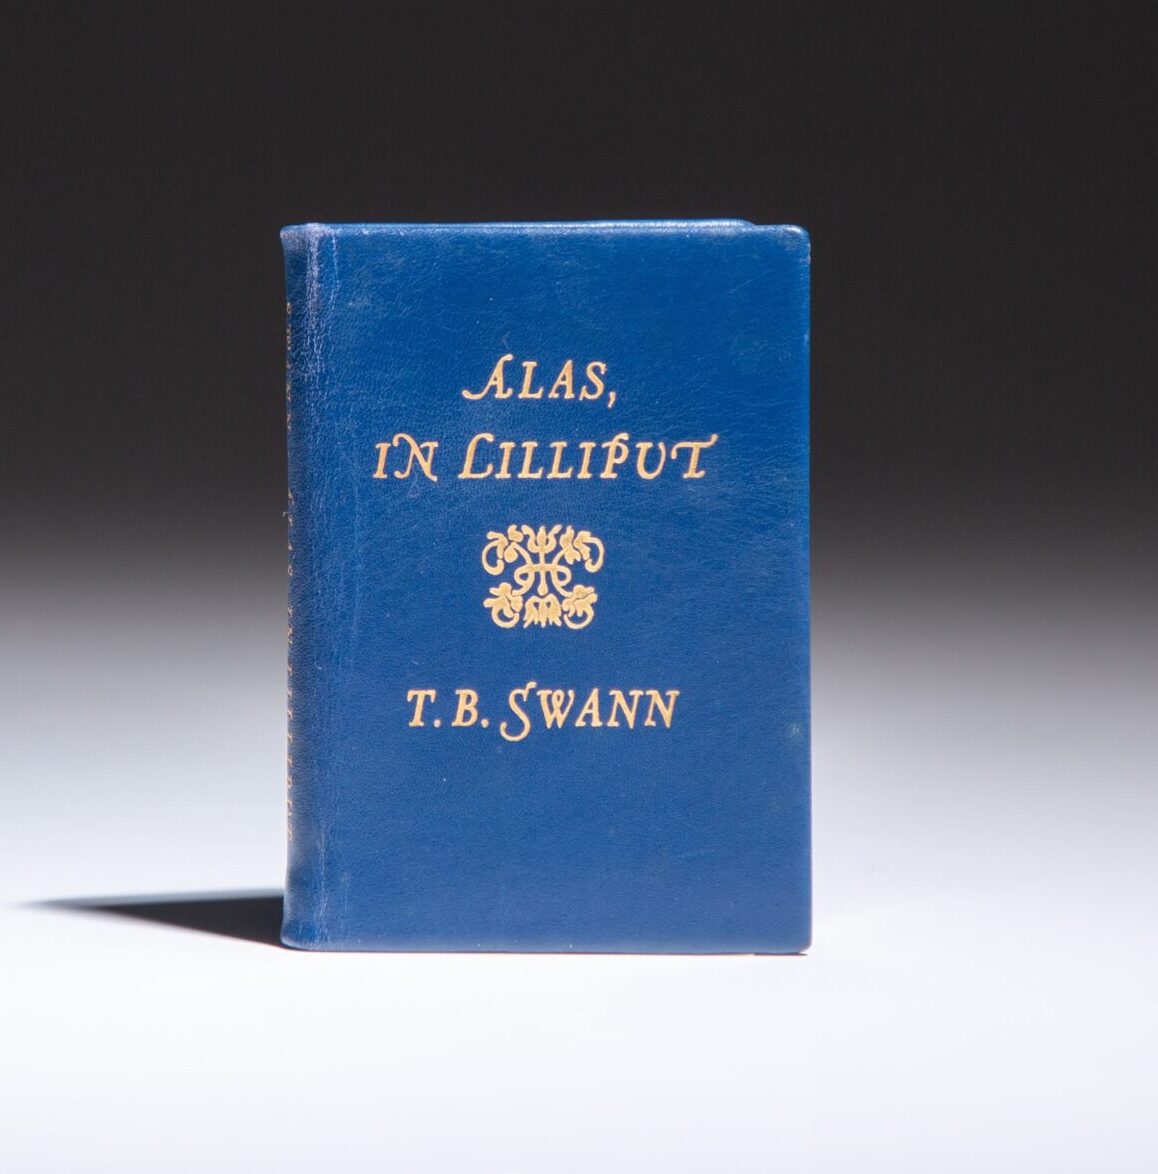 ALAS,
IN LILLIPUT
T. B. SWANN